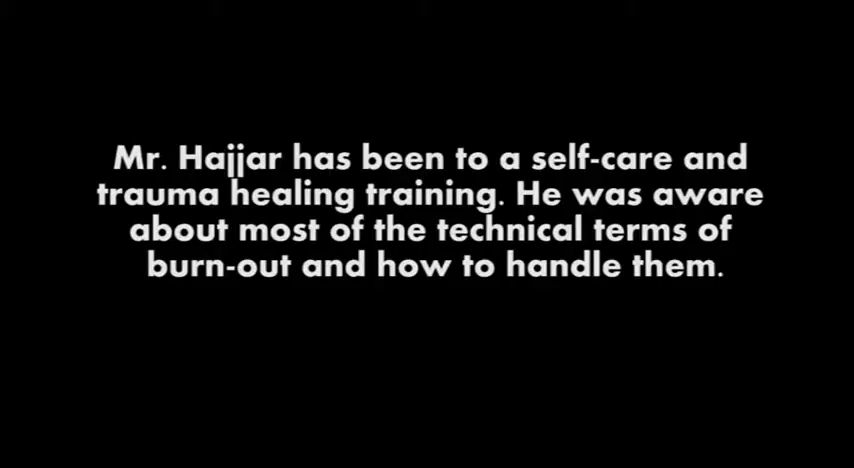 Mr. Hajjar has been to a self-care and
trauma healing training. He was aware
about most of the technical terms of
burn-out and how to handle them.